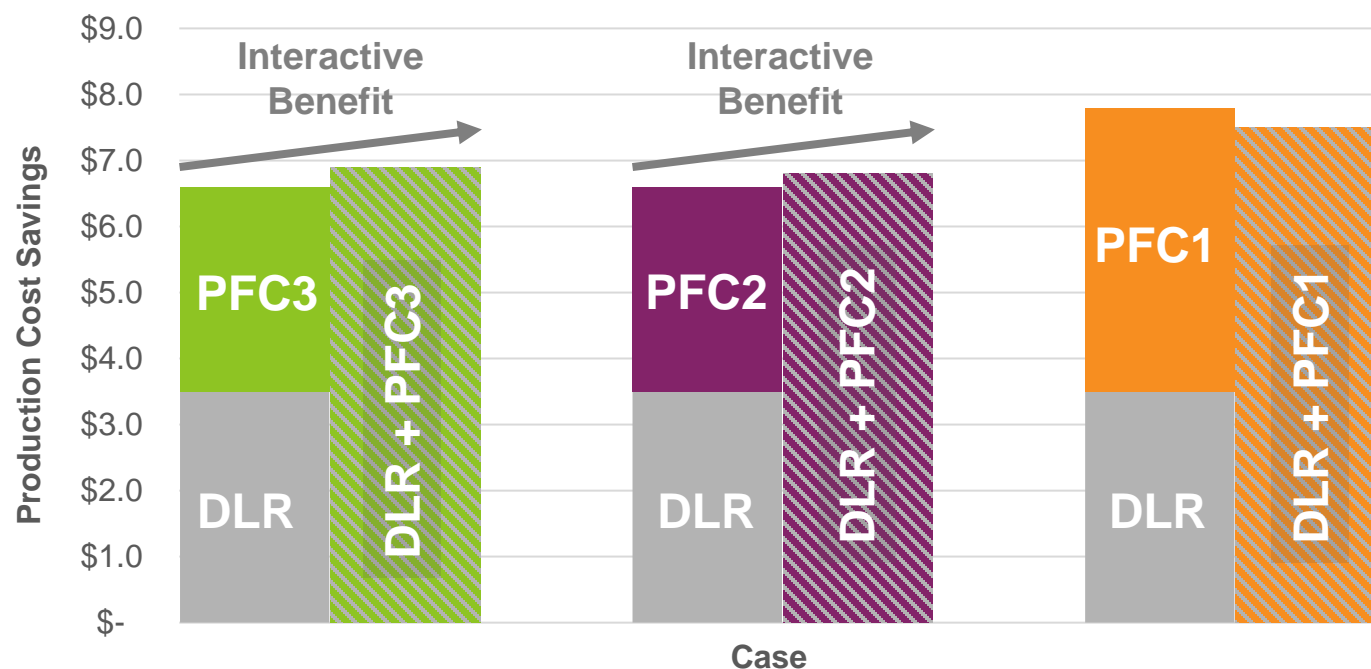 Production Cost Savings
$9.0
$8.0
$7.0
$6.0
$5.0
$4.0
$3.0
$2.0
$1.0
$-
Interactive
Benefit
PFC3
DLR
DLR + PFC3
Interactive
Benefit
PFC2
DLR
DLR + PFC2
PFC1
DLR
DLR + PFC1
Case